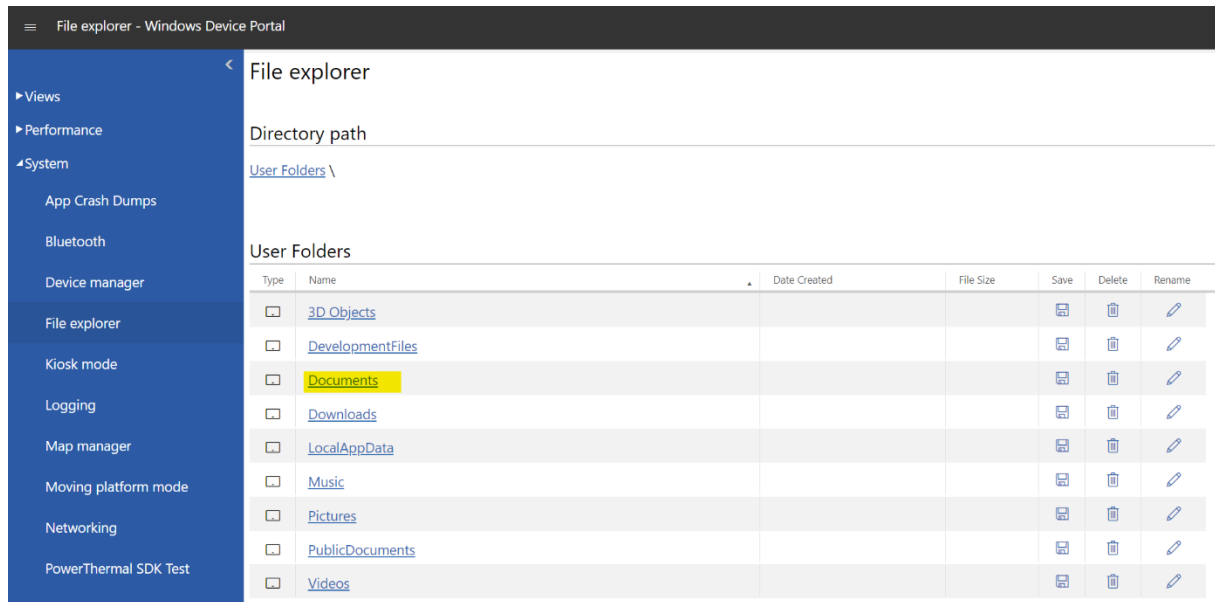 File explorer - Windows Device Portal
Views
Performance
System
App Crash Dumps
Bluetooth
Device manager
File explorer
Kiosk mode
Logging
Map manager
Moving platform mode
Networking
PowerThermal SDK Test
File explorer
Directory path
User Folders \
User Folders
Type Name Date Created File Size Save Delete Rename
3D Objects
DevelopmentFiles
Documents
Downloads
LocalAppData
Music
Pictures
PublicDocuments
Videos